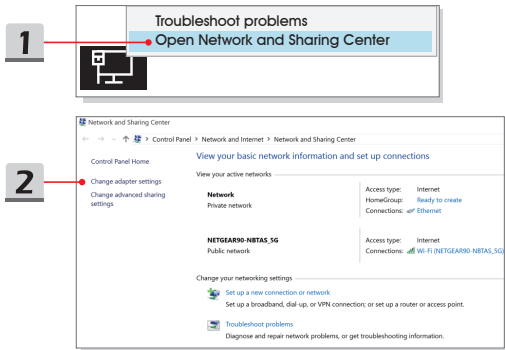 1
Troubleshoot problems
Open Network and Sharing Center
2
Network and Sharing Center
Control Panel > Network and Internet > Network and Sharing Center
Control Panel Home
Change adapter settings
Change advanced sharing
settings
View your basic network information and set up connections
View your active networks
Network
Private network
Access type: Internet
HomeGroup: Ready to create
Connections: Ethernet
NETGEAR90-NBTAS_5G
Public network
Access type: Internet
Connections: Wi-Fi (NETGEAR90-NBTAS_5G)
Change your networking settings
Set up a new connection or network
Set up a broadband, dial-up, or VPN connection; or set up a router or access point.
Troubleshoot problems
Diagnose and repair network problems, or get troubleshooting information.